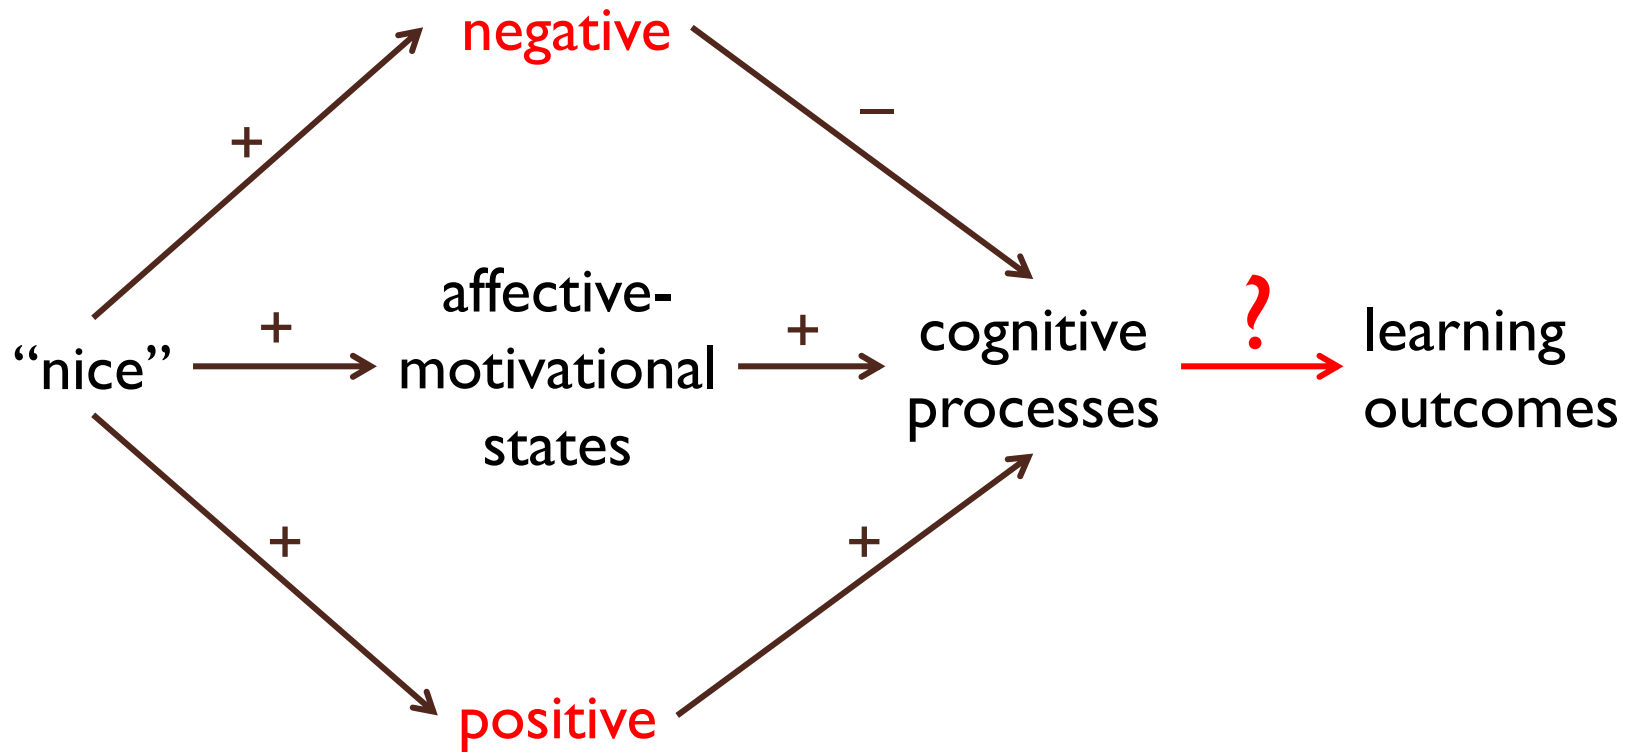 negative
+
–
“nice”
+
affective-
motivational
states
+
cognitive
processes
?
learning
outcomes
+
+
positive